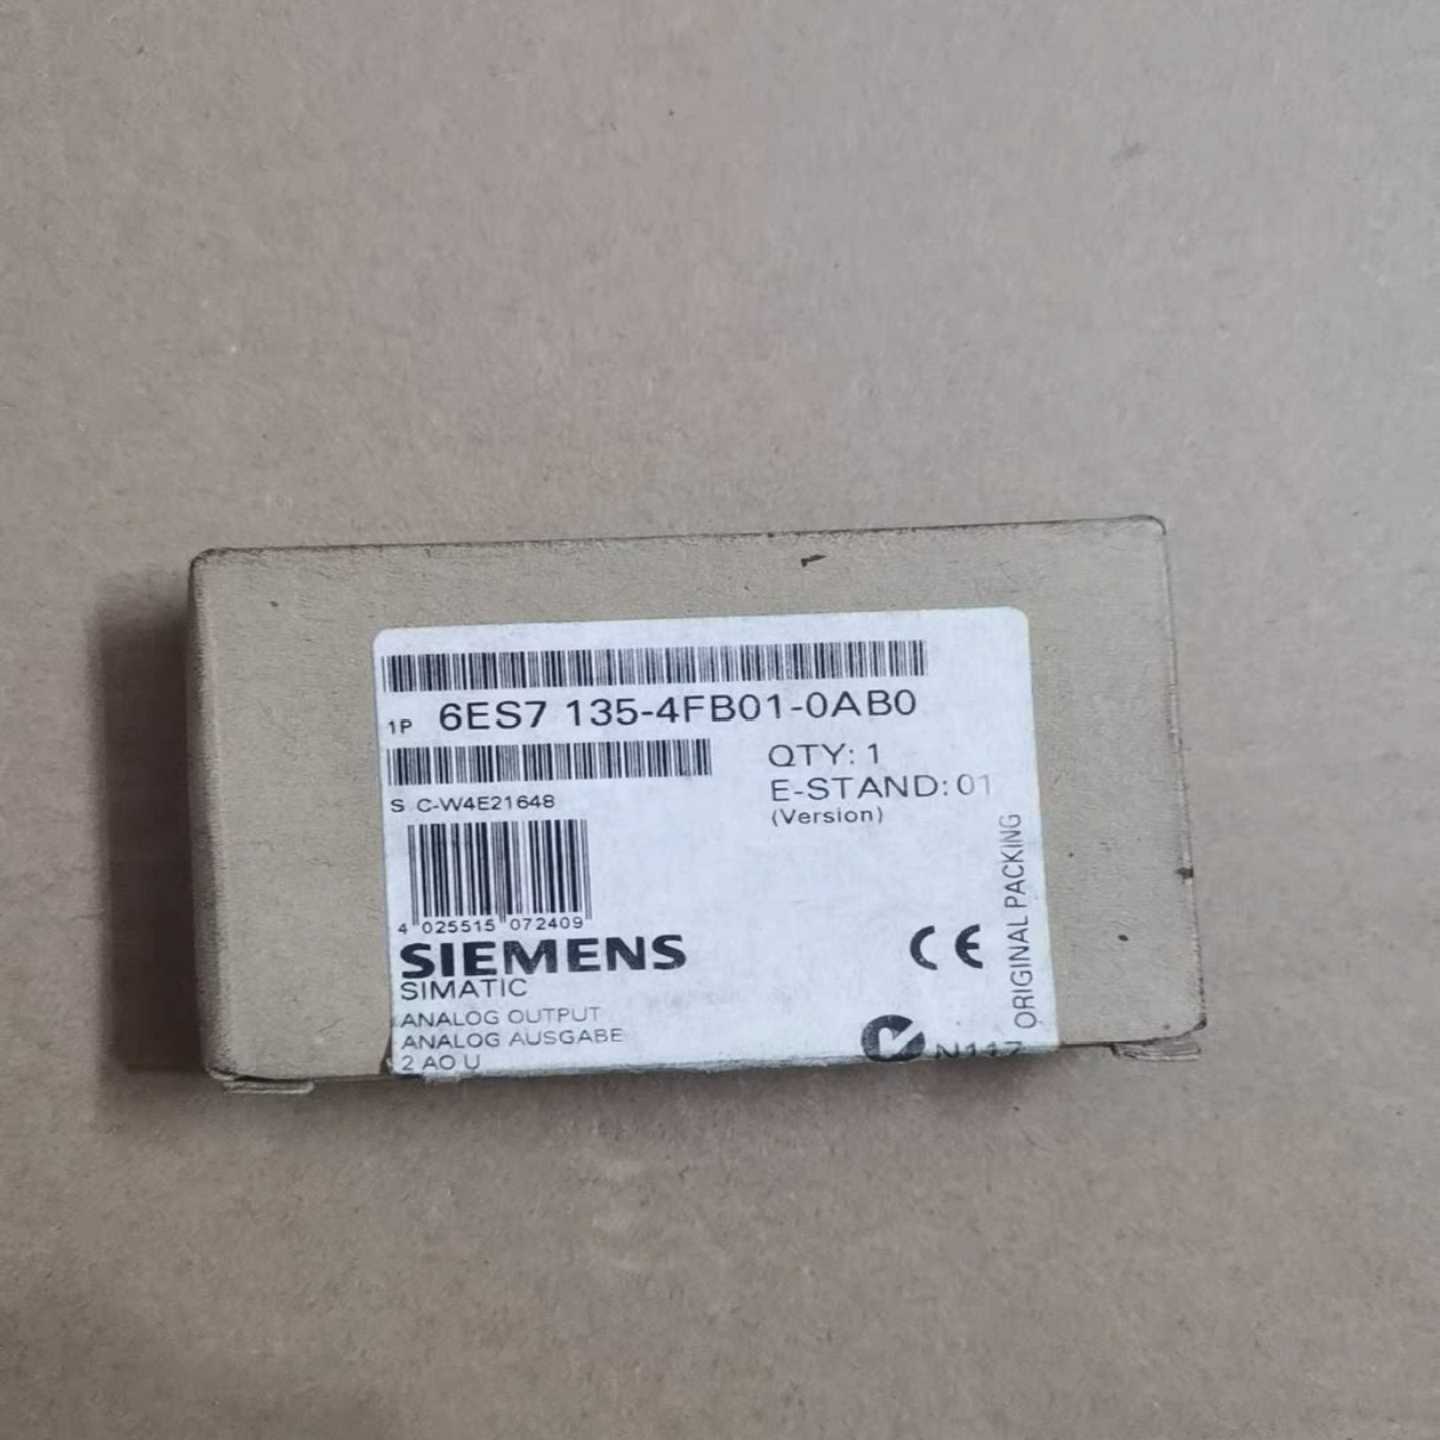 1P 6ES7 135-4FB01-0AB0
QTY: 1
E-STAND: 01
(Version)
S C-W4E21648
4 025515 072409
SIEMENS
SIMATIC
ANALOG OUTPUT
ANALOG AUSGABE
2 AO U
CE
N117
ORIGINAL PACKING